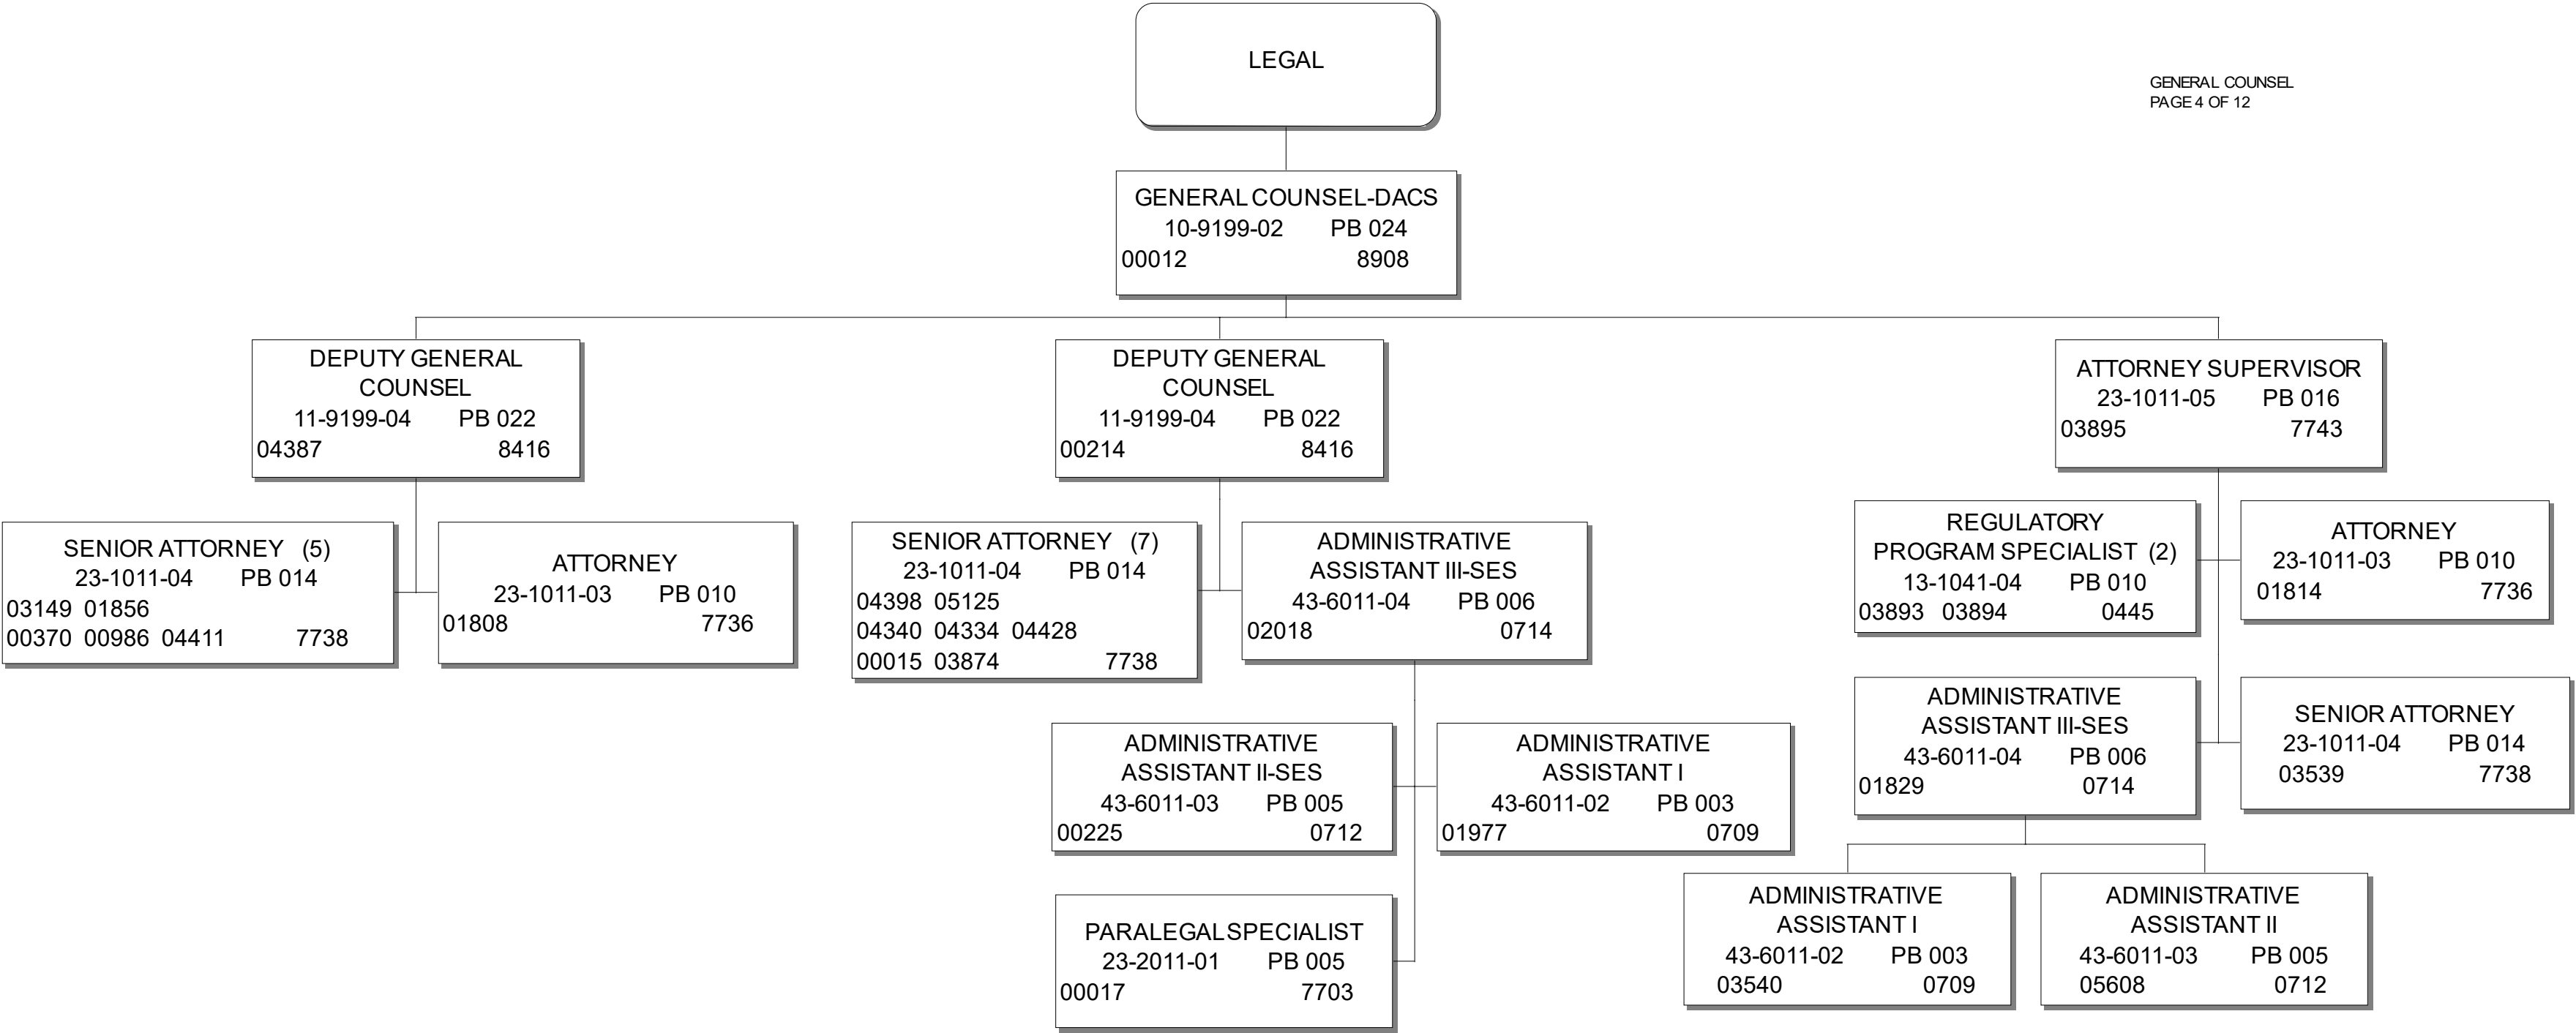 LEGAL
GENERAL COUNSEL
PAGE 4 OF 12
GENERAL COUNSEL-DACS
10-9199-02 PB 024
00012 8908
DEPUTY GENERAL
COUNSEL
11-9199-04 PB 022
04387 8416
DEPUTY GENERAL
COUNSEL
11-9199-04 PB 022
00214 8416
ATTORNEY SUPERVISOR
23-1011-05 PB 016
03895 7743
SENIOR ATTORNEY (5)
23-1011-04 PB 014
03149 01856
00370 00986 04411 7738
ATTORNEY
23-1011-03 PB 010
01808 7736
SENIOR ATTORNEY (7)
23-1011-04 PB 014
04398 05125
04340 04334 04428
00015 03874 7738
ADMINISTRATIVE
ASSISTANT III-SES
43-6011-04 PB 006
02018 0714
REGULATORY
PROGRAM SPECIALIST (2)
13-1041-04 PB 010
03893 03894 0445
ATTORNEY
23-1011-03 PB 010
01814 7736
ADMINISTRATIVE
ASSISTANT II-SES
43-6011-03 PB 005
00225 0712
ADMINISTRATIVE
ASSISTANT I
43-6011-02 PB 003
01977 0709
ADMINISTRATIVE
ASSISTANT III-SES
43-6011-04 PB 006
01829 0714
SENIOR ATTORNEY
23-1011-04 PB 014
03539 7738
PARALEGAL SPECIALIST
23-2011-01 PB 005
00017 7703
ADMINISTRATIVE
ASSISTANT I
43-6011-02 PB 003
03540 0709
ADMINISTRATIVE
ASSISTANT II
43-6011-03 PB 005
05608 0712